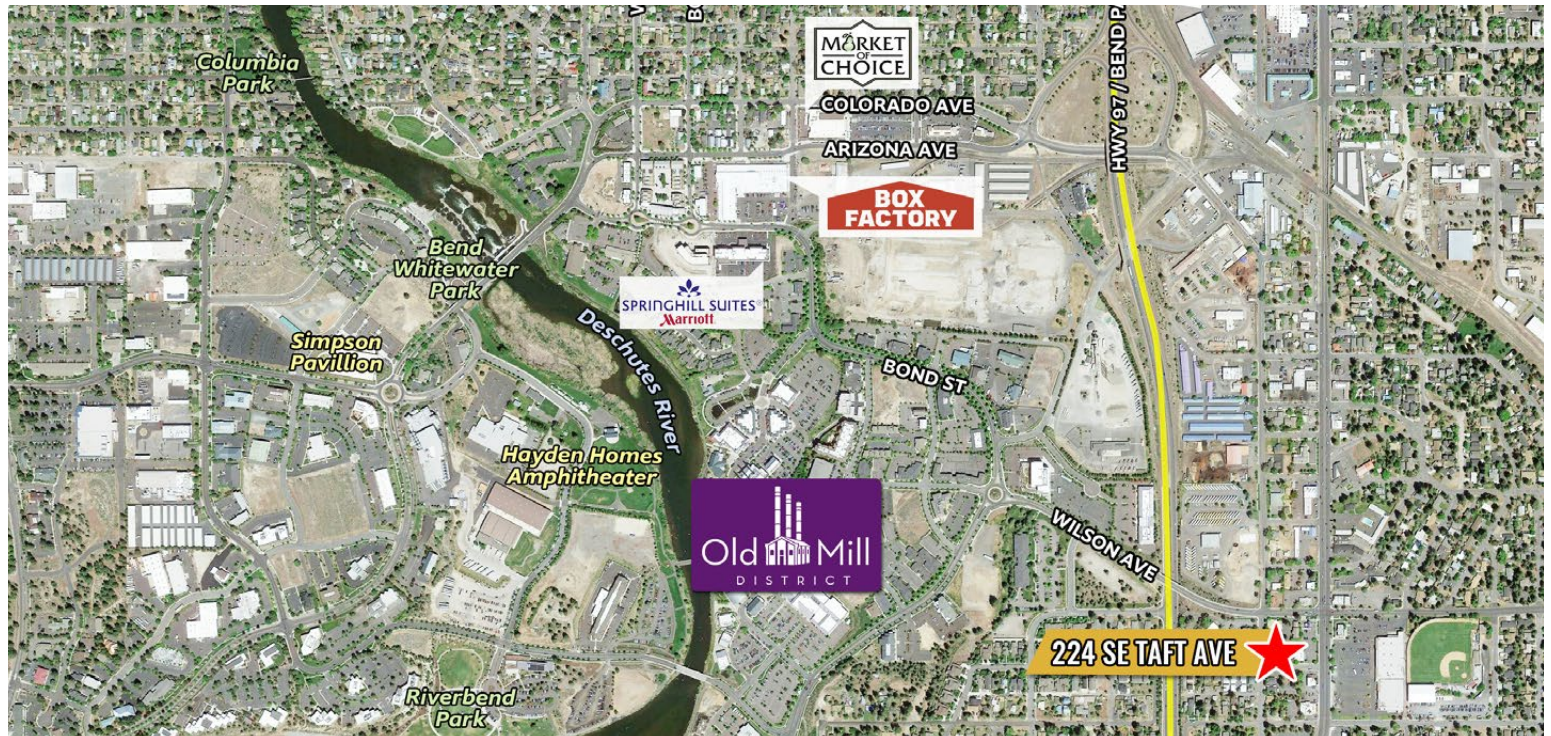 MARKET
OF
CHOICE
COLORADO AVE
ARIZONA AVE
HWY 97 / BEND
Columbia
Park
BOX
FACTORY
Bend
Whitewater
Park
SPRINGHILL SUITES®
Marriott
Deschutes River
Simpson
Pavillion
BOND ST
Hayden Homes
Amphitheater
Old Mill
DISTRICT
WILSON AVE
224 SE TAFT AVE
Riverbend
Park